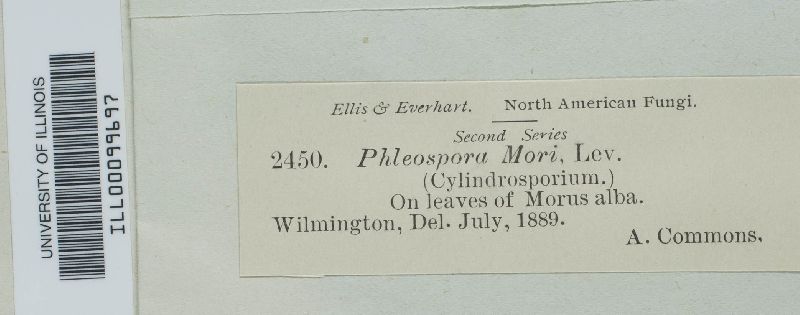 UNIVERSITY OF ILLINOIS
ILL00099697
Ellis & Everhart. North American Fungi.
Second Series
2450. Phleospora Mori, Lev.
(Cylindrosporium.)
On leaves of Morus alba.
Wilmington, Del. July, 1889.
A. Commons,